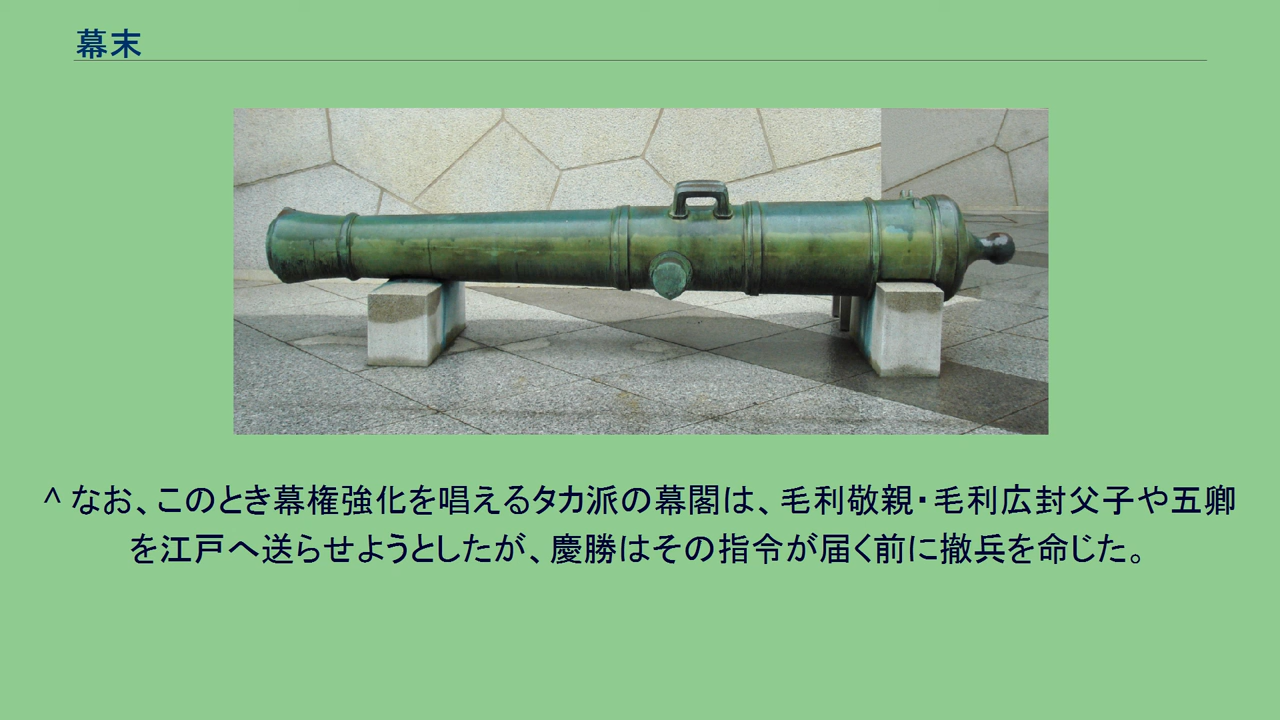 幕末
^ なお、このとき幕権強化を唱えるタカ派の幕閣は、毛利敬親・毛利広封父子や五卿
を江戸へ送らせようとしたが、慶勝はその指令が届く前に撤兵を命じた。